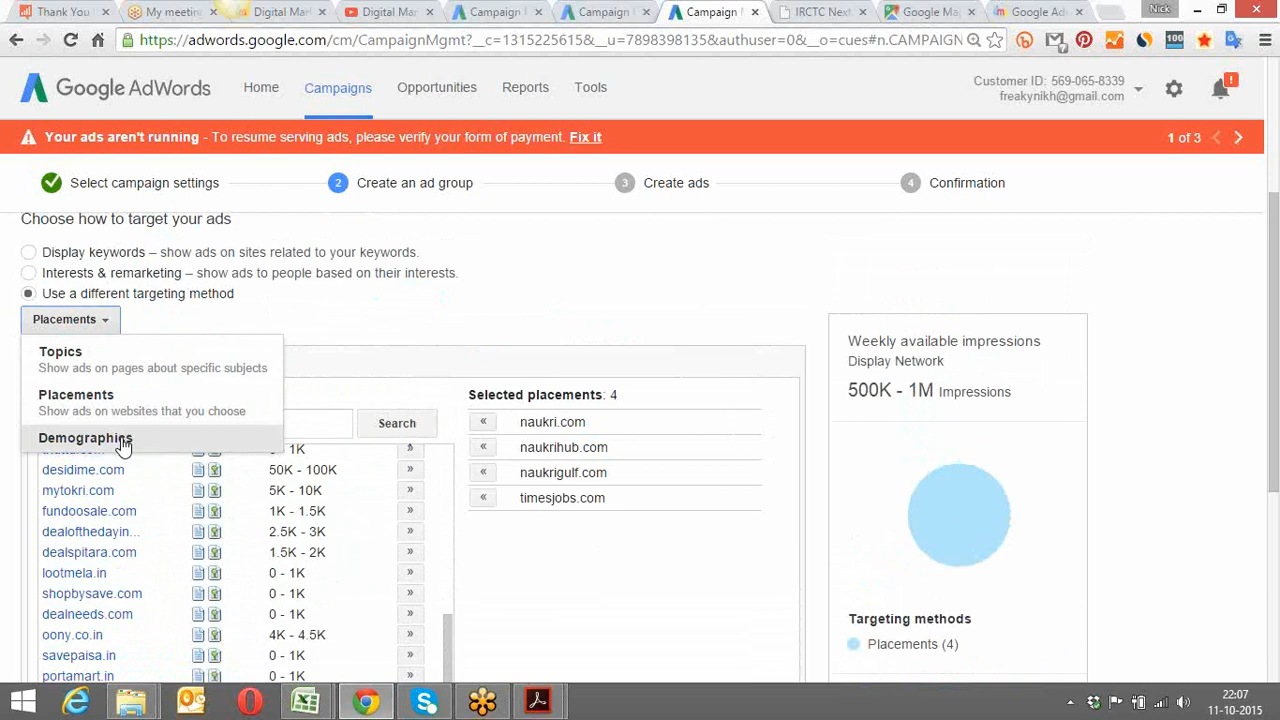 Thank You
My meetin
Digital Mar
Digital Mar
Campaign
Campaign
Campaign
IRCTC Next
Google Ma
Google Ad
Nick
https://adwords.google.com/cm/CampaignMgmt?__c=1315225615&__u=7898398135&authuser=0&__o=cues#n.CAMPAIGN
Google AdWords
Home
Campaigns
Opportunities
Reports
Tools
Customer ID: 569-065-8339
freakynikh@gmail.com
Your ads aren't running - To resume serving ads, please verify your form of payment. Fix it
1 of 3
Select campaign settings
2 Create an ad group
3 Create ads
4 Confirmation
Choose how to target your ads
Display keywords – show ads on sites related to your keywords.
Interests & remarketing – show ads to people based on their interests.
Use a different targeting method
Placements
Topics
Show ads on pages about specific subjects
Placements
Show ads on websites that you choose
Demographics
Search
0 - 1K »
desidime.com 50K - 100K »
mytokri.com 5K - 10K »
fundoosale.com 1K - 1.5K »
dealofthedayin... 2.5K - 3K »
dealspitara.com 1.5K - 2K »
lootmela.in 0 - 1K »
shopbysave.com 0 - 1K »
dealneeds.com 0 - 1K »
oony.co.in 4K - 4.5K »
savepaisa.in 0 - 1K »
portamart.in 0 - 1K »
Selected placements: 4
« naukri.com
« naukrihub.com
« naukrigulf.com
« timesjobs.com
Weekly available impressions
Display Network
500K - 1M Impressions
Targeting methods
Placements (4)
22:07
11-10-2015